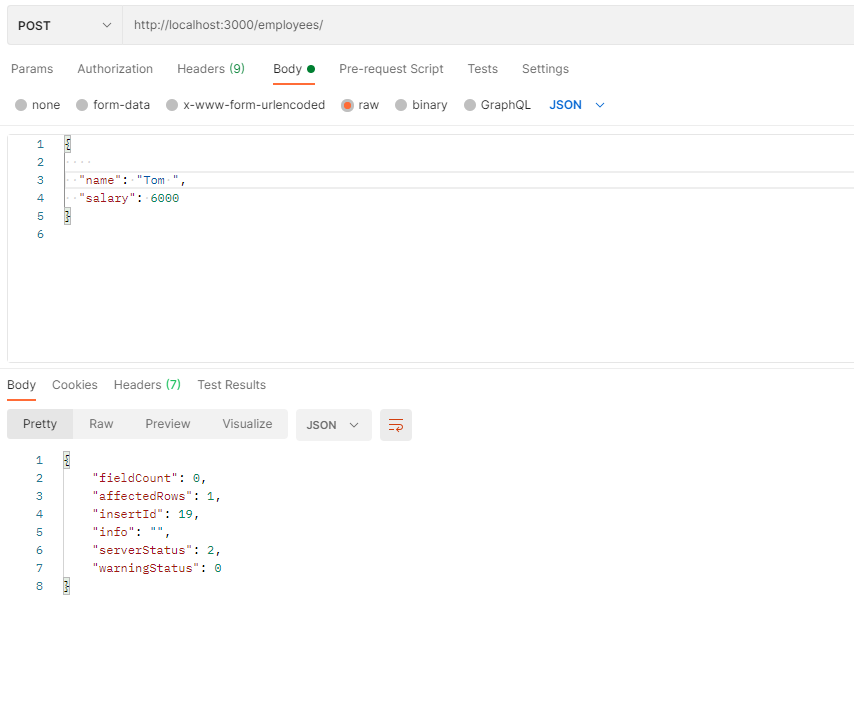 POST http://localhost:3000/employees/
Params Authorization Headers (9) Body Pre-request Script Tests Settings
none form-data x-www-form-urlencoded raw binary GraphQL JSON
1 {
2
3 "name": "Tom ",
4 "salary": 6000
5 }
6
Body Cookies Headers (7) Test Results
Pretty Raw Preview Visualize JSON
1 {
2 "fieldCount": 0,
3 "affectedRows": 1,
4 "insertId": 19,
5 "info": "",
6 "serverStatus": 2,
7 "warningStatus": 0
8 }